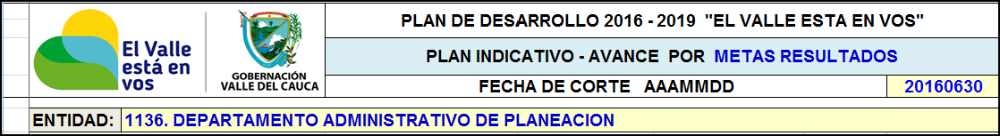 El Valle
está en
vos
GOBERNACIÓN
VALLE DEL CAUCA
PLAN DE DESARROLLO 2016 - 2019 "EL VALLE ESTA EN VOS"
PLAN INDICATIVO - AVANCE POR METAS RESULTADOS
FECHA DE CORTE AAAMMDD 20160630
ENTIDAD: 1136. DEPARTAMENTO ADMINISTRATIVO DE PLANEACION